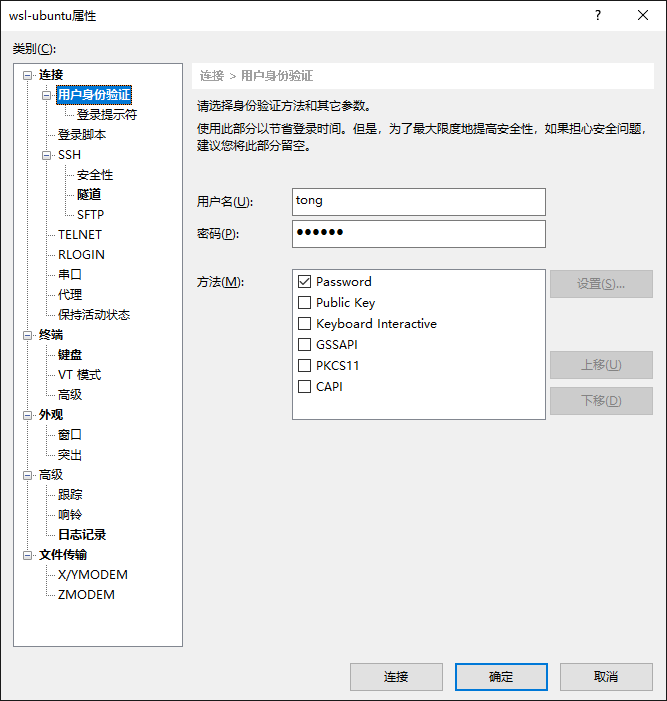 wsl-ubuntu属性
类别(C):
连接
用户身份验证
登录提示符
登录脚本
SSH
安全性
隧道
SFTP
TELNET
RLOGIN
串口
代理
保持活动状态
终端
键盘
VT 模式
高级
外观
窗口
突出
高级
跟踪
响铃
日志记录
文件传输
X/YMODEM
ZMODEM
连接 > 用户身份验证
请选择身份验证方法和其它参数。
使用此部分以节省登录时间。但是，为了最大限度地提高安全性，如果担心安全问题，
建议您将此部分留空。
用户名(U):
tong
密码(P):
●●●●●●
方法(M):
Password
Public Key
Keyboard Interactive
GSSAPI
PKCS11
CAPI
设置(S)...
上移(U)
下移(D)
连接
确定
取消